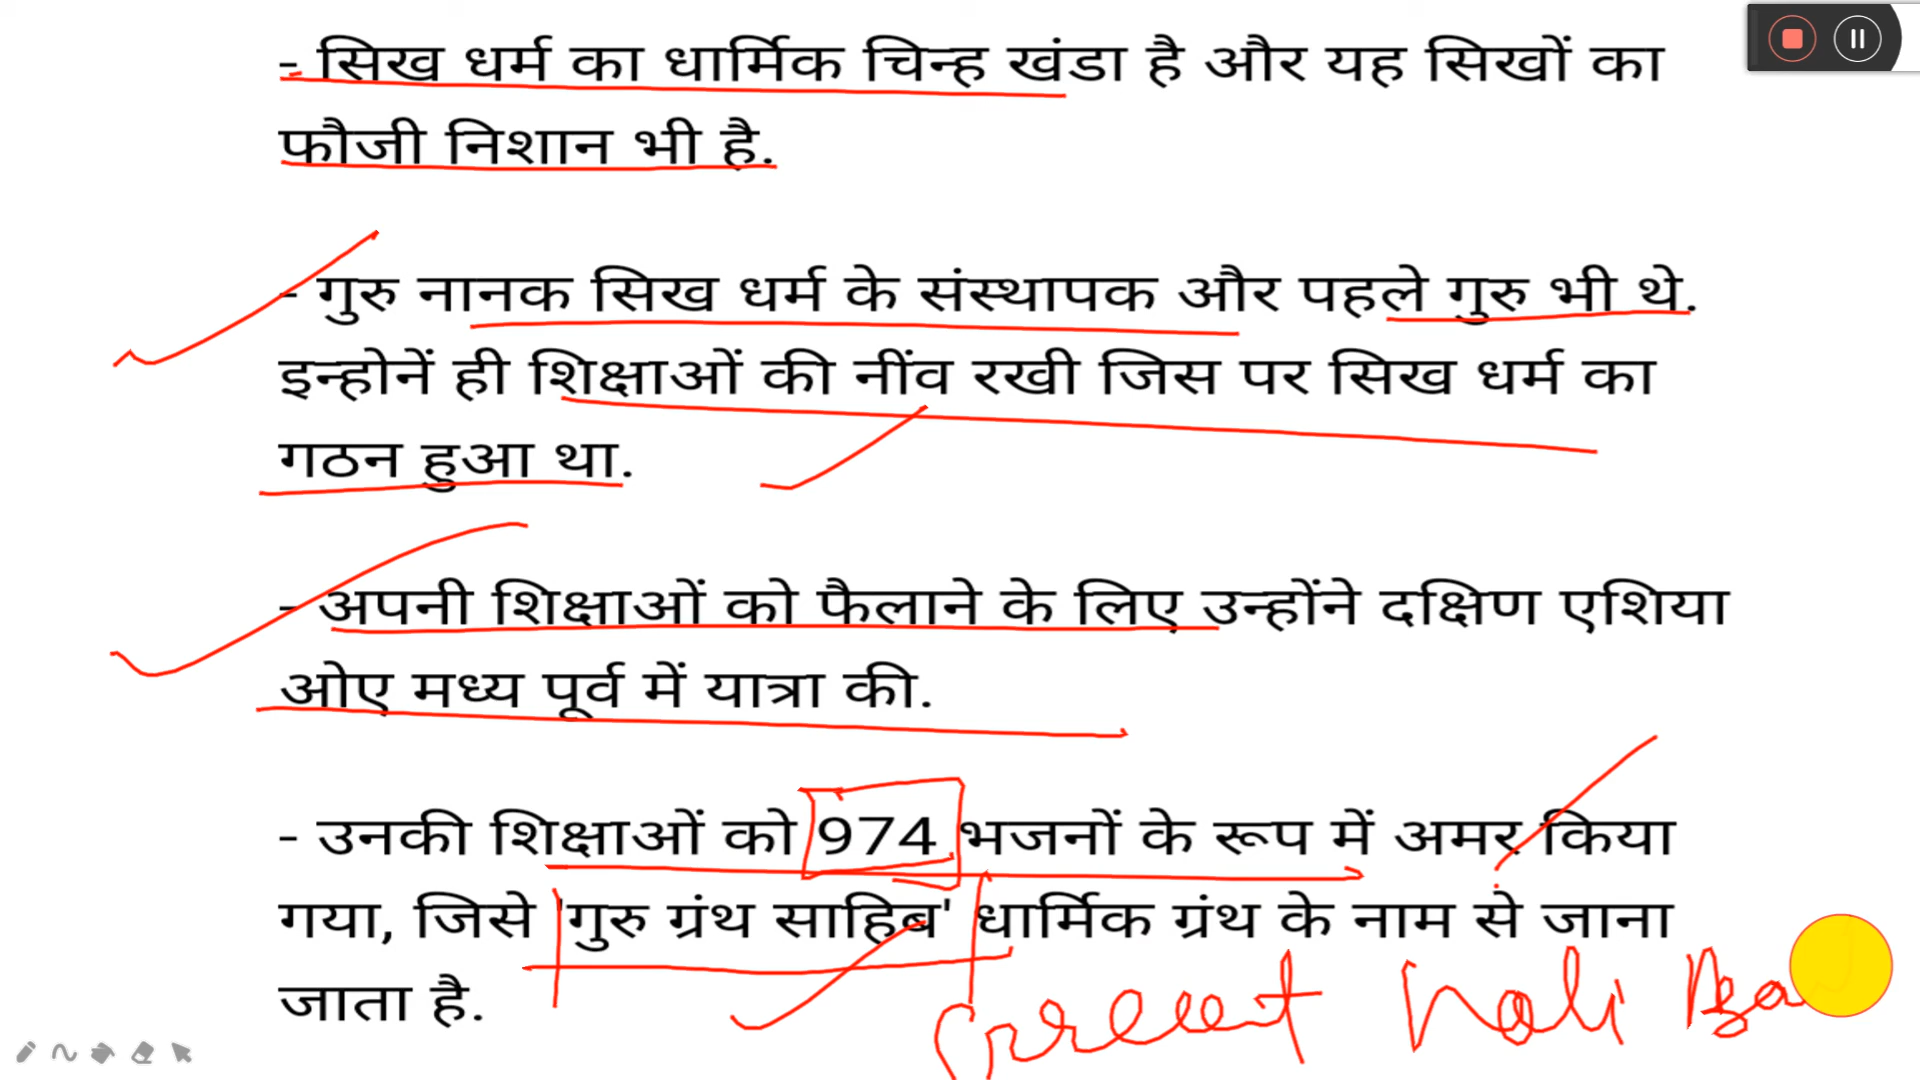 - सिख धर्म का धार्मिक चिन्ह खंडा है और यह सिखों का
फौजी निशान भी है.
- गुरु नानक सिख धर्म के संस्थापक और पहले गुरु भी थे.
इन्होनें ही शिक्षाओं की नींव रखी जिस पर सिख धर्म का
गठन हुआ था.
- अपनी शिक्षाओं को फैलाने के लिए उन्होंने दक्षिण एशिया
ओए मध्य पूर्व में यात्रा की.
- उनकी शिक्षाओं को 974 भजनों के रूप में अमर किया
गया, जिसे 'गुरु ग्रंथ साहिब' धार्मिक ग्रंथ के नाम से जाना
जाता है.